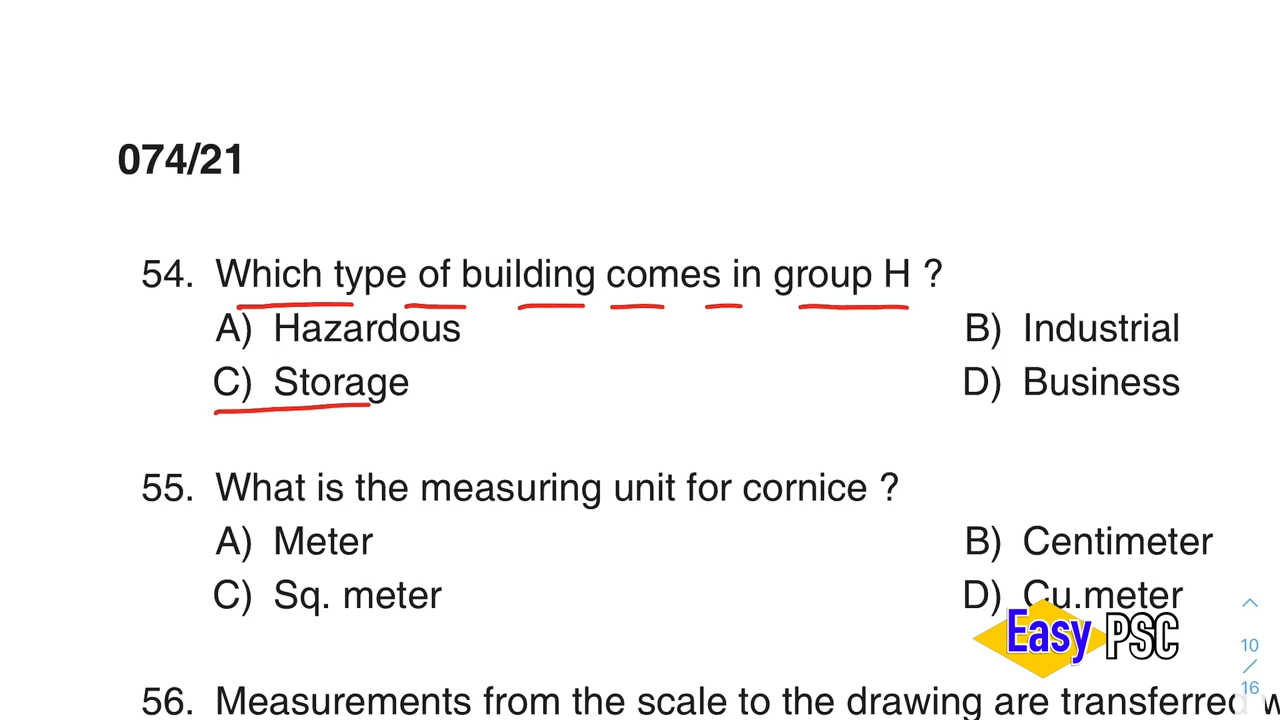 074/21
54. Which type of building comes in group H ?
A) Hazardous B) Industrial
C) Storage D) Business
55. What is the measuring unit for cornice ?
A) Meter B) Centimeter
C) Sq. meter D) Cu.meter
Easy PSC
10
/
16
56. Measurements from the scale to the drawing are transferred w